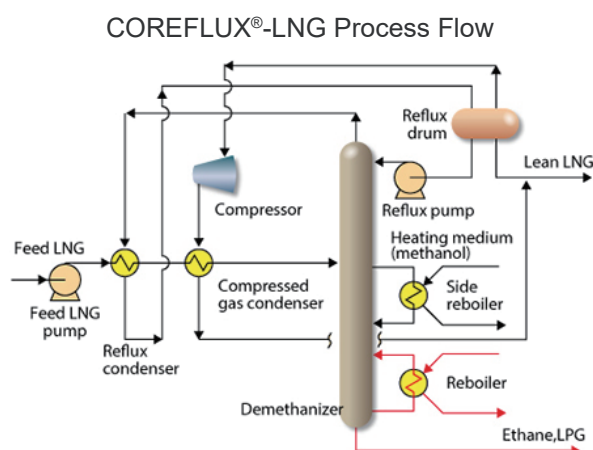 COREFLUX®-LNG Process Flow
Reflux
drum
Lean LNG
Compressor
Reflux pump
Heating medium
(methanol)
Feed LNG
Compressed
gas condenser
Side
reboiler
Feed LNG
pump
Reflux
condenser
Reboiler
Demethanizer
Ethane,LPG